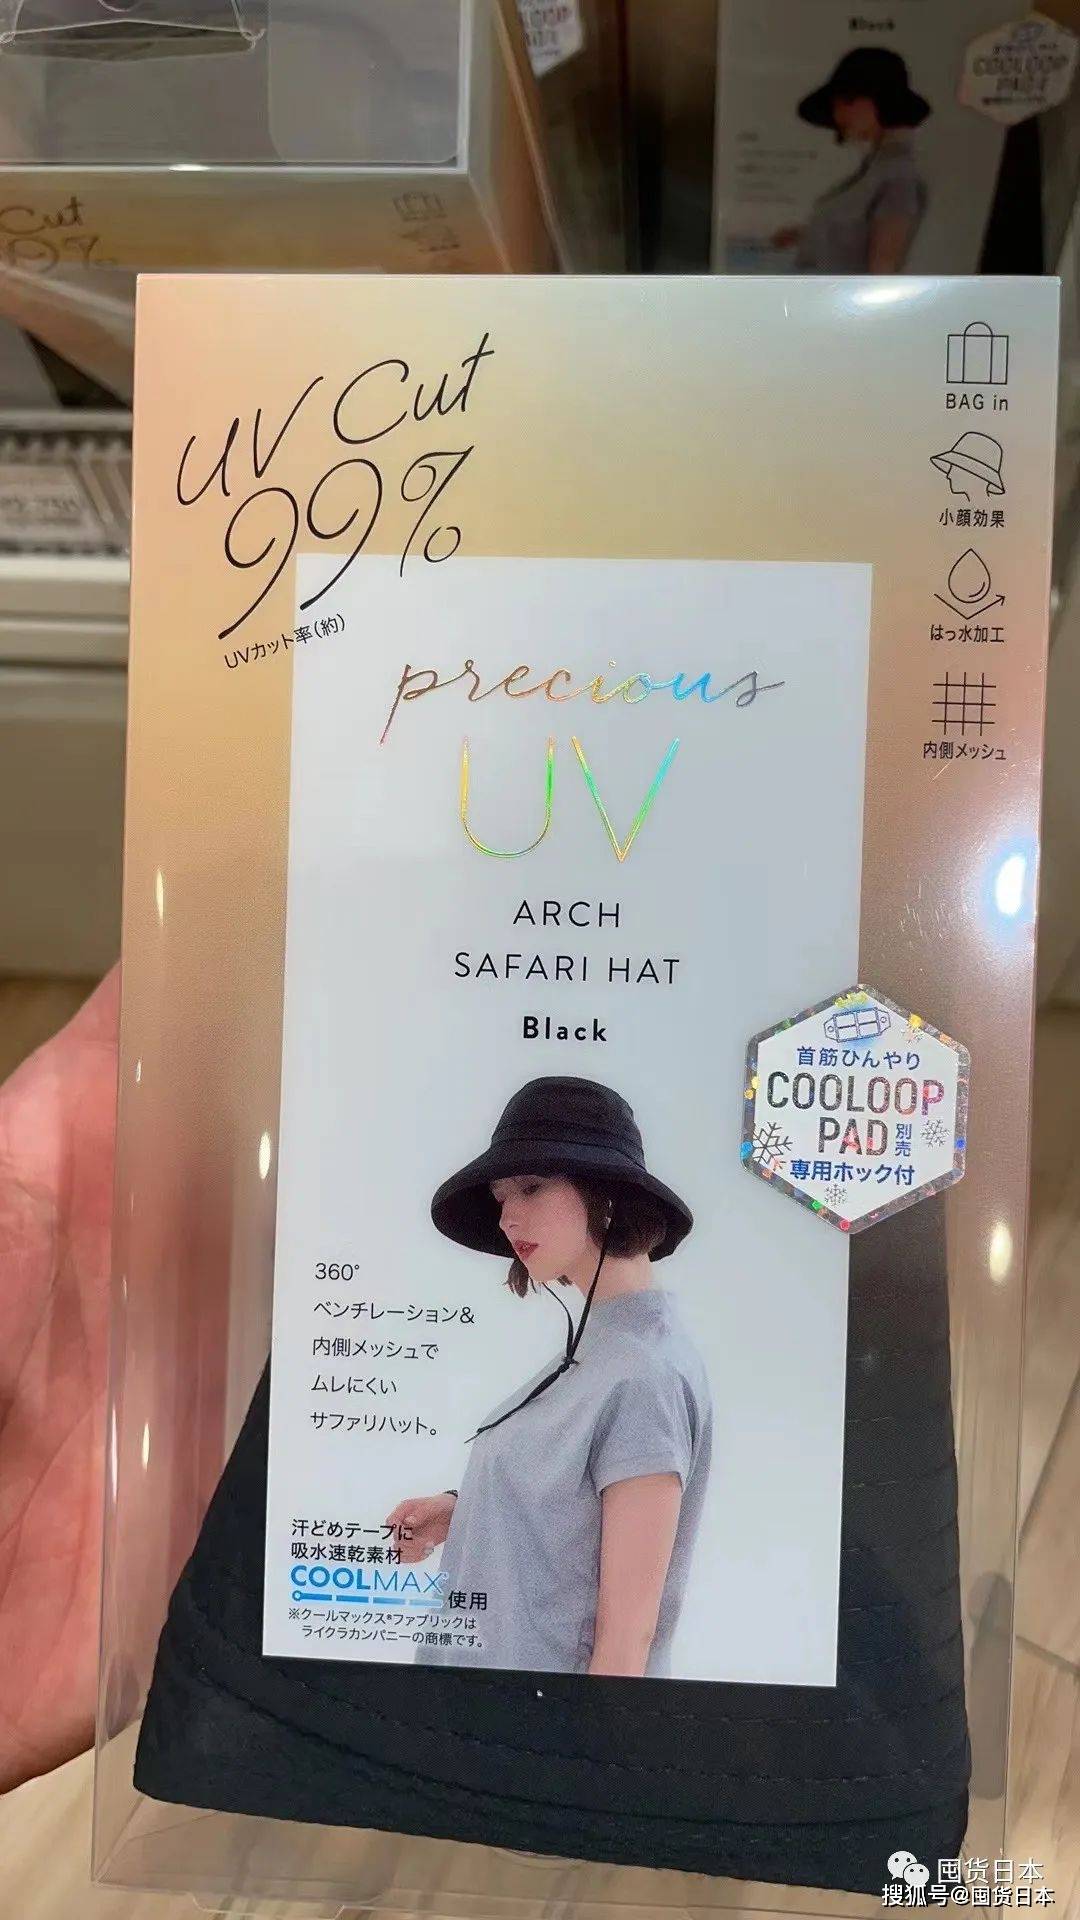 Black
COOLOOP
PAD
Cut
UV Cut
99%
UVカット率(約)
BAG in
小顔効果
はっ水加工
内側メッシュ
precious
UV
ARCH
SAFARI HAT
Black
首筋ひんやり
COOLOOP
PAD 別売
専用ホック付
360°
ベンチレーション&
内側メッシュで
ムレにくい
サファリハット。
汗どめテープに
吸水速乾素材
COOLMAX® 使用
※クールマックス®ファブリックは
ライクラカンパニーの商標です。
囤货日本
搜狐号@囤货日本